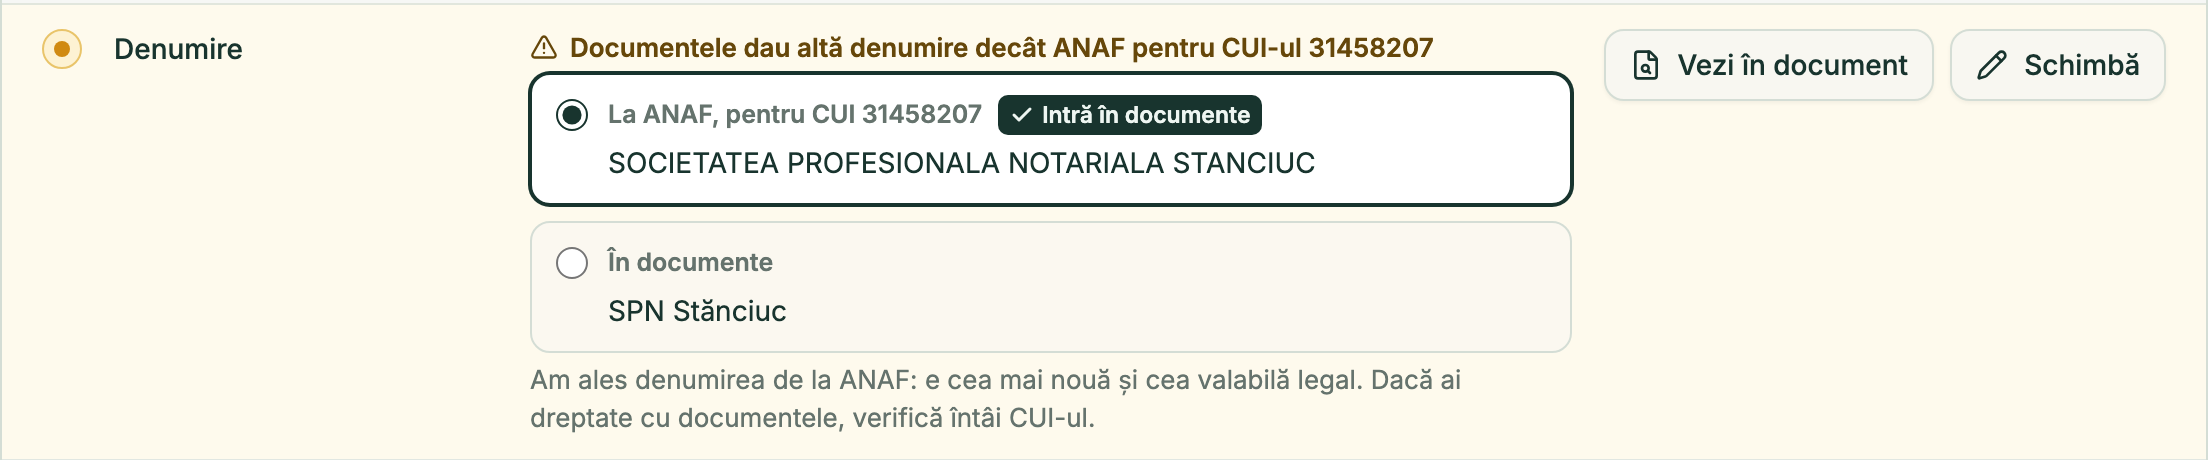 Denumire
Documentele dau altă denumire decât ANAF pentru CUI-ul 31458207
Vezi în document
Schimbă
La ANAF, pentru CUI 31458207
Intră în documente
SOCIETATEA PROFESIONALA NOTARIALA STANCIUC
În documente
SPN Stănciuc
Am ales denumirea de la ANAF: e cea mai nouă și cea valabilă legal. Dacă ai
dreptate cu documentele, verifică întâi CUI-ul.